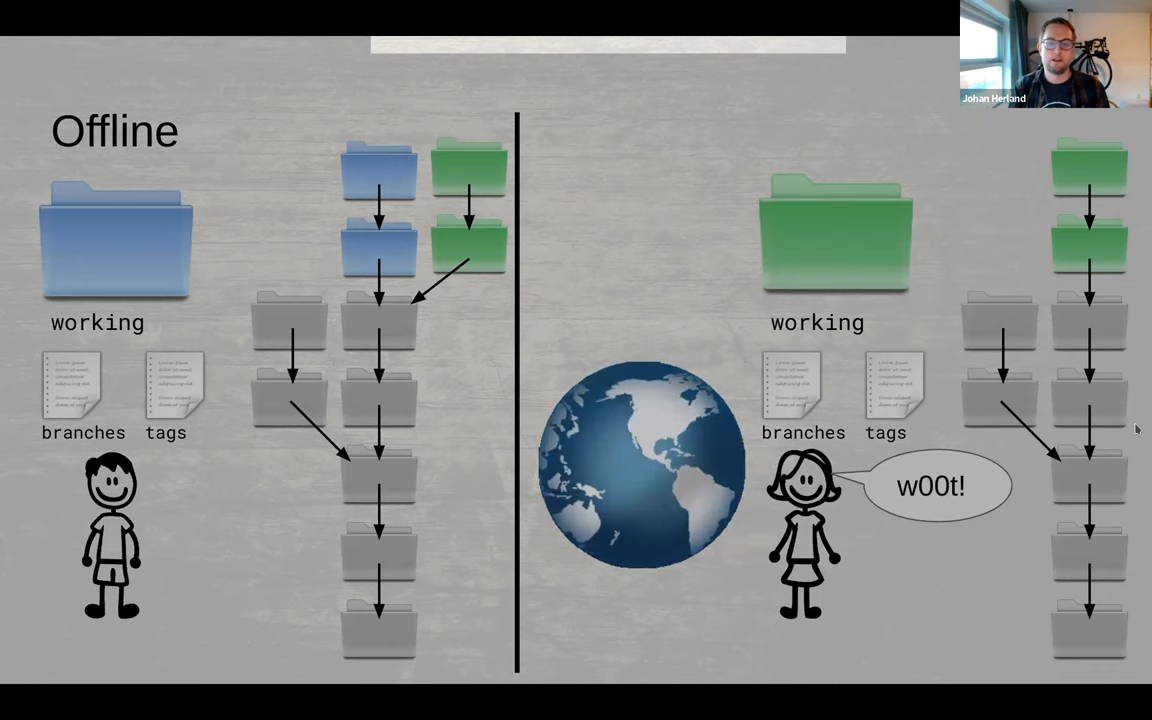 Johan Herland
Offline
working
branches tags
working
branches tags
w00t!